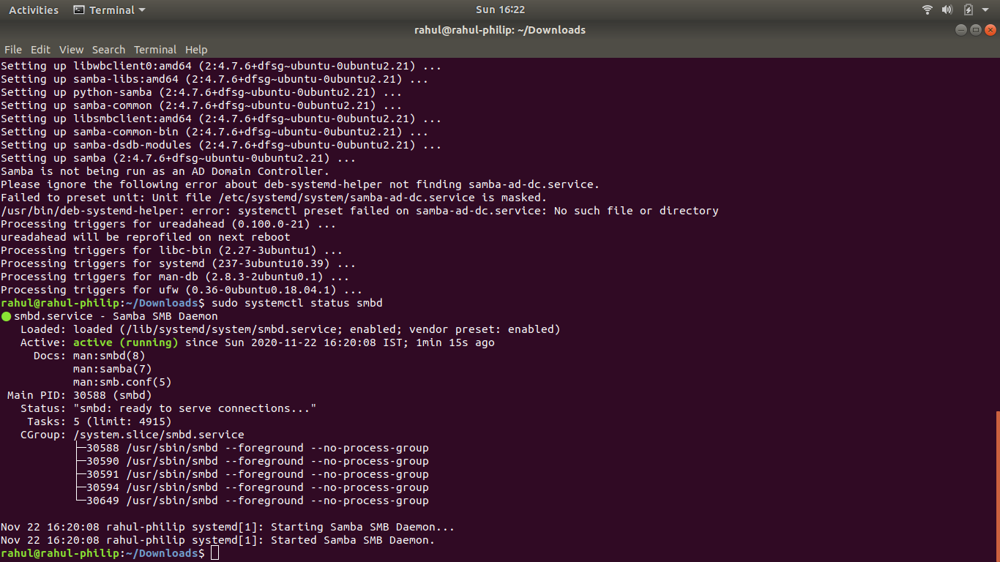 Activities Terminal Sun 16:22
rahul@rahul-philip: ~/Downloads
File Edit View Search Terminal Help
Setting up libwbclient0:amd64 (2:4.7.6+dfsg~ubuntu-0ubuntu2.21) ...
Setting up samba-libs:amd64 (2:4.7.6+dfsg~ubuntu-0ubuntu2.21) ...
Setting up python-samba (2:4.7.6+dfsg~ubuntu-0ubuntu2.21) ...
Setting up samba-common (2:4.7.6+dfsg~ubuntu-0ubuntu2.21) ...
Setting up libsmbclient:amd64 (2:4.7.6+dfsg~ubuntu-0ubuntu2.21) ...
Setting up samba-common-bin (2:4.7.6+dfsg~ubuntu-0ubuntu2.21) ...
Setting up samba-dsdb-modules (2:4.7.6+dfsg~ubuntu-0ubuntu2.21) ...
Setting up samba (2:4.7.6+dfsg~ubuntu-0ubuntu2.21) ...
Samba is not being run as an AD Domain Controller.
Please ignore the following error about deb-systemd-helper not finding samba-ad-dc.service.
Failed to preset unit: Unit file /etc/systemd/system/samba-ad-dc.service is masked.
/usr/bin/deb-systemd-helper: error: systemctl preset failed on samba-ad-dc.service: No such file or directory
Processing triggers for ureadahead (0.100.0-21) ...
ureadahead will be reprofiled on next reboot
Processing triggers for libc-bin (2.27-3ubuntu1) ...
Processing triggers for systemd (237-3ubuntu10.39) ...
Processing triggers for man-db (2.8.3-2ubuntu0.1) ...
Processing triggers for ufw (0.36-0ubuntu0.18.04.1) ...
rahul@rahul-philip:~/Downloads$ sudo systemctl status smbd
● smbd.service - Samba SMB Daemon
   Loaded: loaded (/lib/systemd/system/smbd.service; enabled; vendor preset: enabled)
   Active: active (running) since Sun 2020-11-22 16:20:08 IST; 1min 15s ago
     Docs: man:smbd(8)
           man:samba(7)
           man:smb.conf(5)
 Main PID: 30588 (smbd)
   Status: "smbd: ready to serve connections..."
    Tasks: 5 (limit: 4915)
   CGroup: /system.slice/smbd.service
           ├─30588 /usr/sbin/smbd --foreground --no-process-group
           ├─30590 /usr/sbin/smbd --foreground --no-process-group
           ├─30591 /usr/sbin/smbd --foreground --no-process-group
           ├─30594 /usr/sbin/smbd --foreground --no-process-group
           └─30649 /usr/sbin/smbd --foreground --no-process-group
Nov 22 16:20:08 rahul-philip systemd[1]: Starting Samba SMB Daemon...
Nov 22 16:20:08 rahul-philip systemd[1]: Started Samba SMB Daemon.
rahul@rahul-philip:~/Downloads$